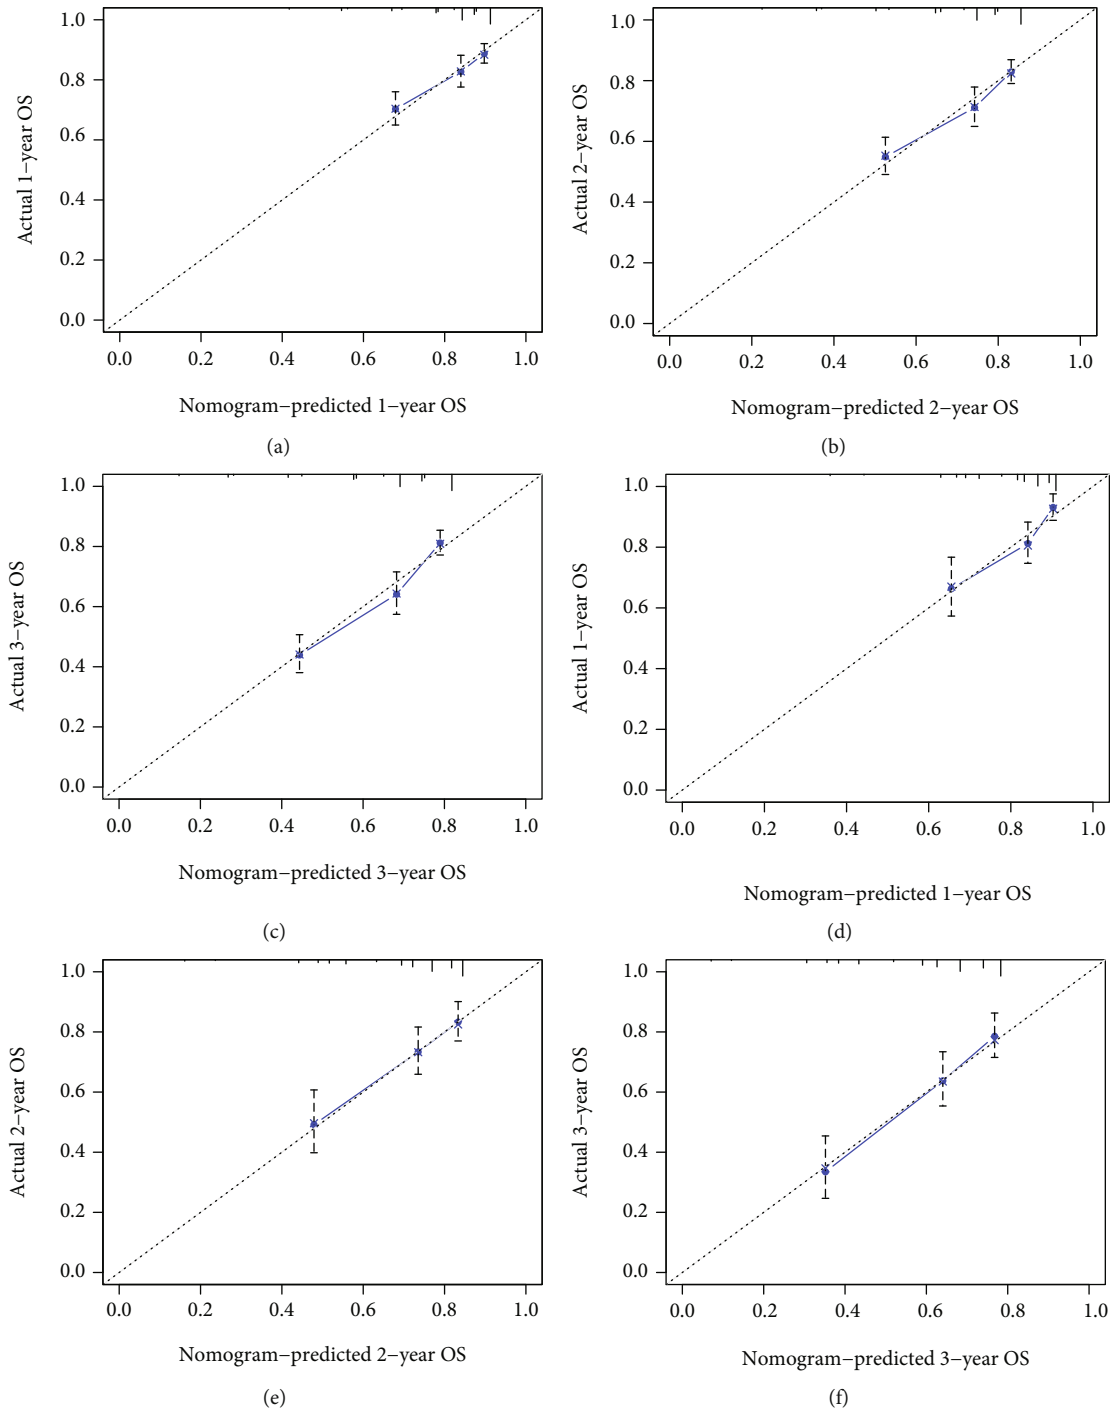 1.0
0.8
0.6
0.4
0.2
0.0
Actual 1−year OS
0.0 0.2 0.4 0.6 0.8 1.0
Nomogram−predicted 1−year OS
(a)
1.0
0.8
0.6
0.4
0.2
0.0
Actual 2−year OS
0.0 0.2 0.4 0.6 0.8 1.0
Nomogram−predicted 2−year OS
(b)
1.0
0.8
0.6
0.4
0.2
0.0
Actual 3−year OS
0.0 0.2 0.4 0.6 0.8 1.0
Nomogram−predicted 3−year OS
(c)
1.0
0.8
0.6
0.4
0.2
0.0
Actual 1−year OS
0.0 0.2 0.4 0.6 0.8 1.0
Nomogram−predicted 1−year OS
(d)
1.0
0.8
0.6
0.4
0.2
0.0
Actual 2−year OS
0.0 0.2 0.4 0.6 0.8 1.0
Nomogram−predicted 2−year OS
(e)
1.0
0.8
0.6
0.4
0.2
0.0
Actual 3−year OS
0.0 0.2 0.4 0.6 0.8 1.0
Nomogram−predicted 3−year OS
(f)